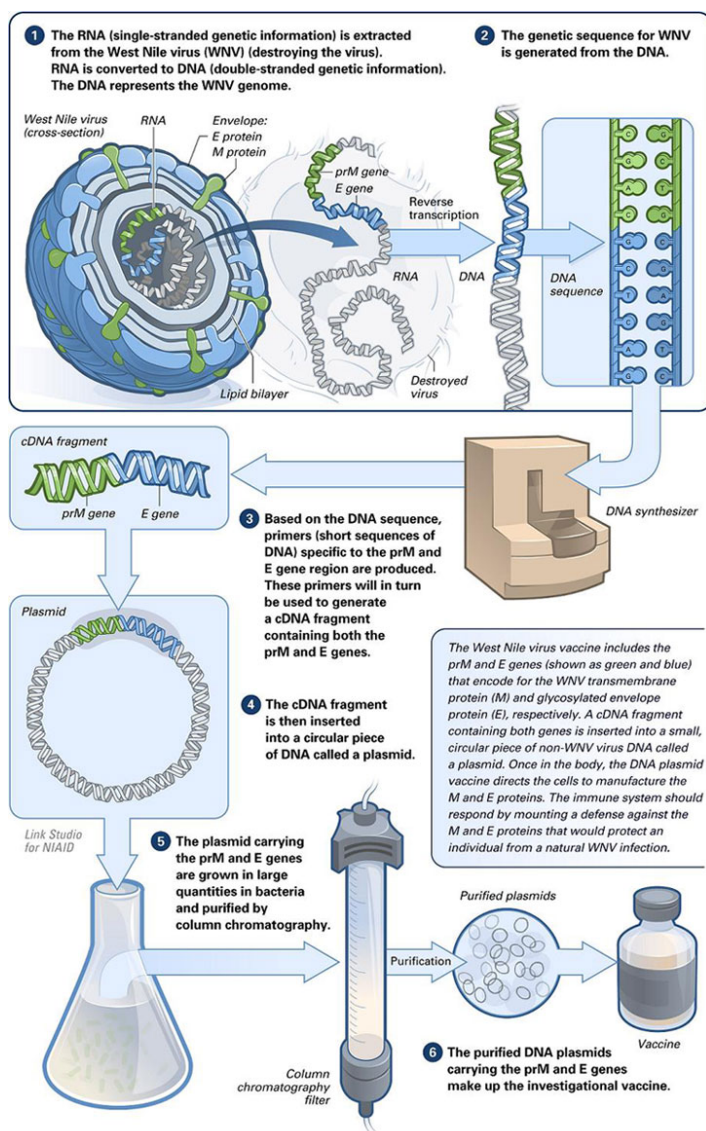 1 The RNA (single-stranded genetic information) is extracted
from the West Nile virus (WNV) (destroying the virus).
RNA is converted to DNA (double-stranded genetic information).
The DNA represents the WNV genome.
2 The genetic sequence for WNV
is generated from the DNA.
West Nile virus
(cross-section)
RNA
Envelope:
E protein
M protein
prM gene
E gene
Reverse
transcription
RNA
DNA
DNA
sequence
Lipid bilayer
Destroyed
virus
C G
G C
A T
C G
G C
C G
T A
C G
A T
G C
cDNA fragment
prM gene
E gene
DNA synthesizer
3 Based on the DNA sequence,
primers (short sequences of
DNA) specific to the prM and
E gene region are produced.
These primers will in turn
be used to generate
a cDNA fragment
containing both the
prM and E genes.
Plasmid
4 The cDNA fragment
is then inserted
into a circular piece
of DNA called a plasmid.
The West Nile virus vaccine includes the
prM and E genes (shown as green and blue)
that encode for the WNV transmembrane
protein (M) and glycosylated envelope
protein (E), respectively. A cDNA fragment
containing both genes is inserted into a small,
circular piece of non-WNV virus DNA called
a plasmid. Once in the body, the DNA plasmid
vaccine directs the cells to manufacture the
M and E proteins. The immune system should
respond by mounting a defense against the
M and E proteins that would protect an
individual from a natural WNV infection.
Link Studio
for NIAID
5 The plasmid carrying
the prM and E genes
are grown in large
quantities in bacteria
and purified by
column chromatography.
Purified plasmids
Purification
Vaccine
Column
chromatography
filter
6 The purified DNA plasmids
carrying the prM and E genes
make up the investigational vaccine.